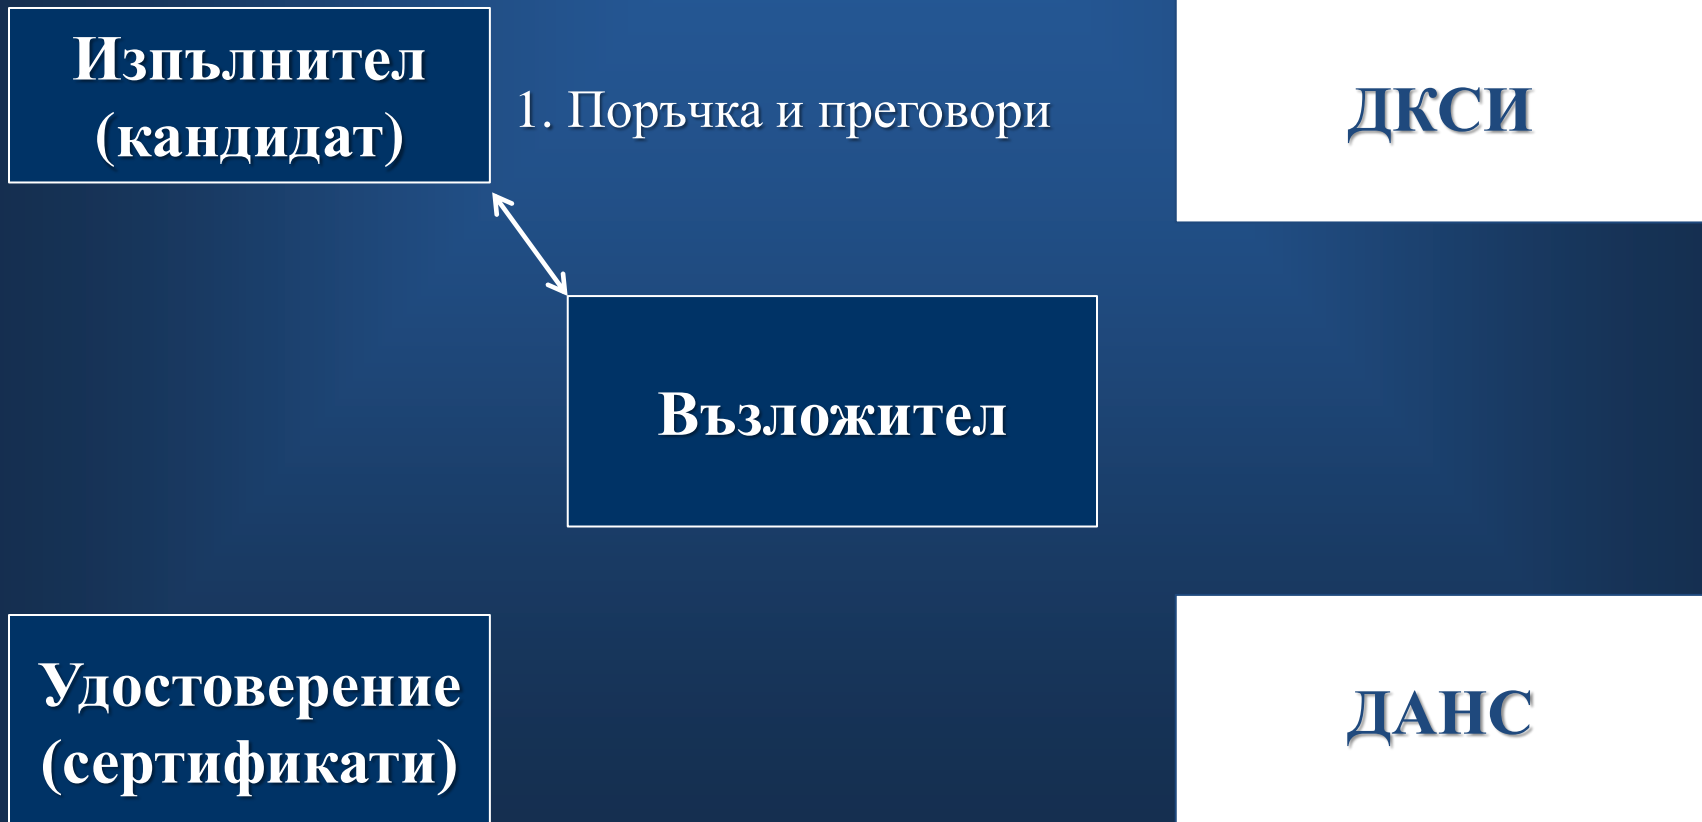 Изпълнител
(кандидат)
1. Поръчка и преговори
ДКСИ
Възложител
Удостоверение
(сертификати)
ДАНС